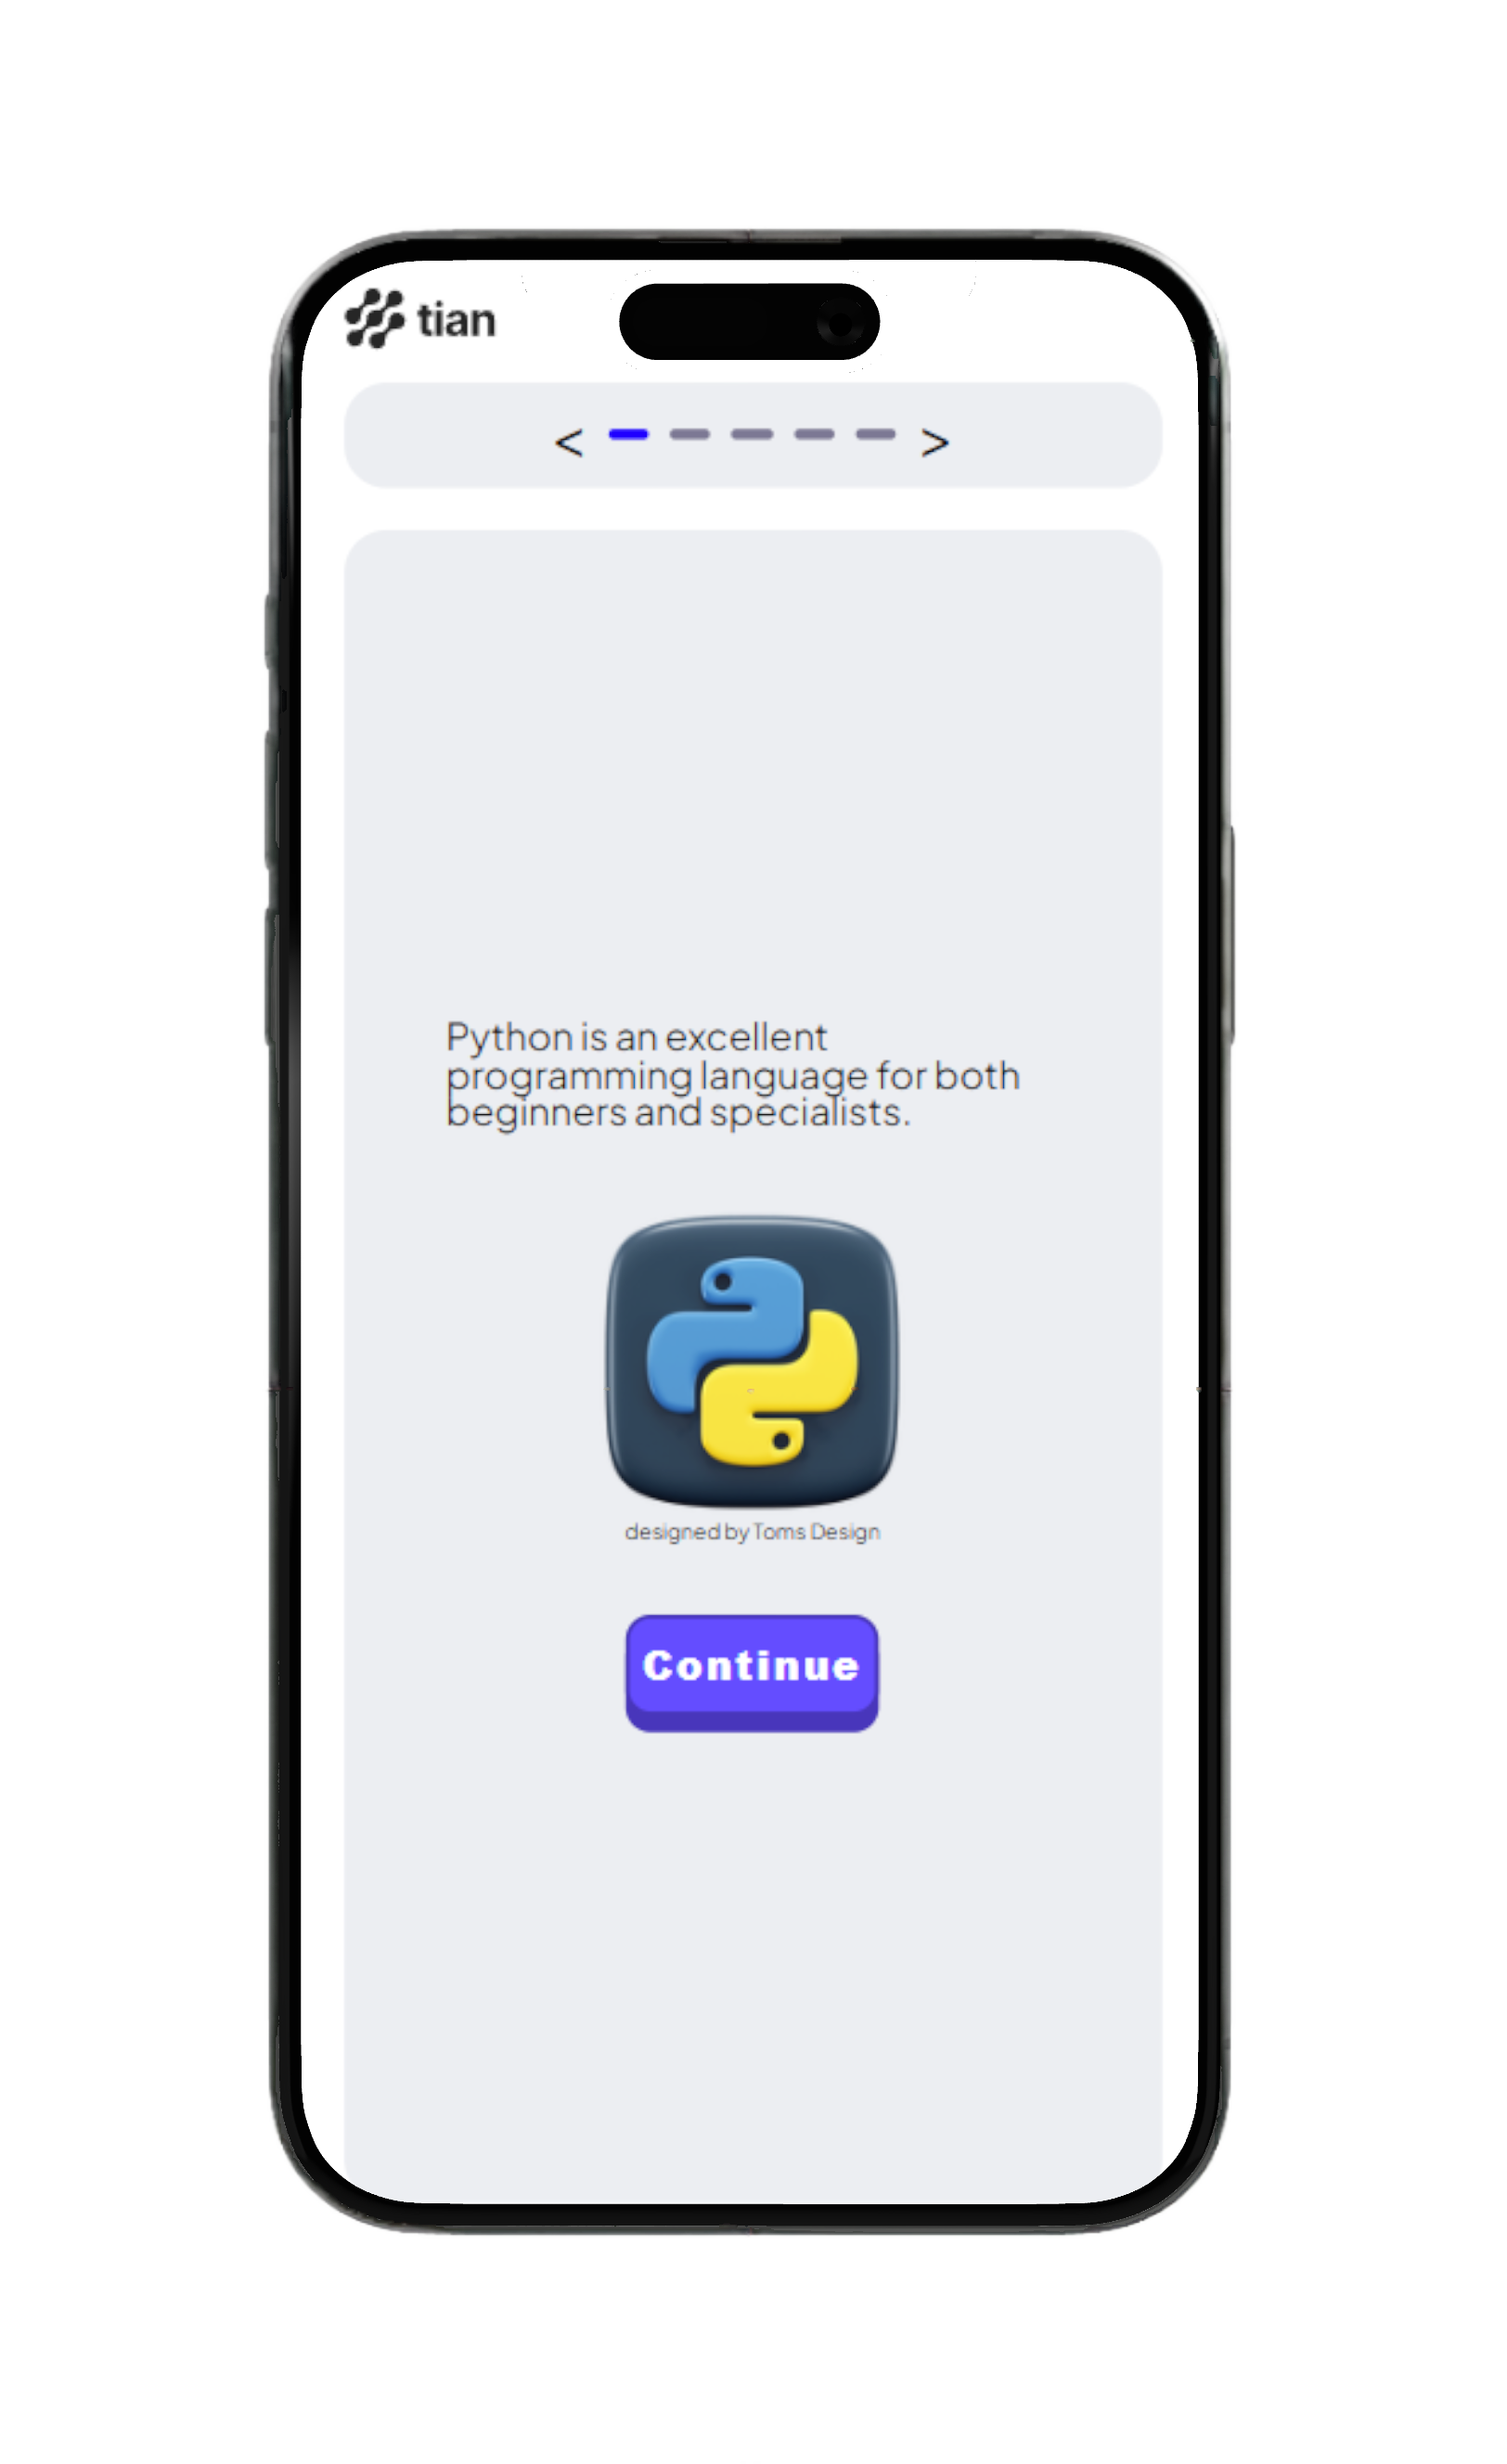 tian
< >
Python is an excellent
programming language for both
beginners and specialists.
designed by Toms Design
Continue